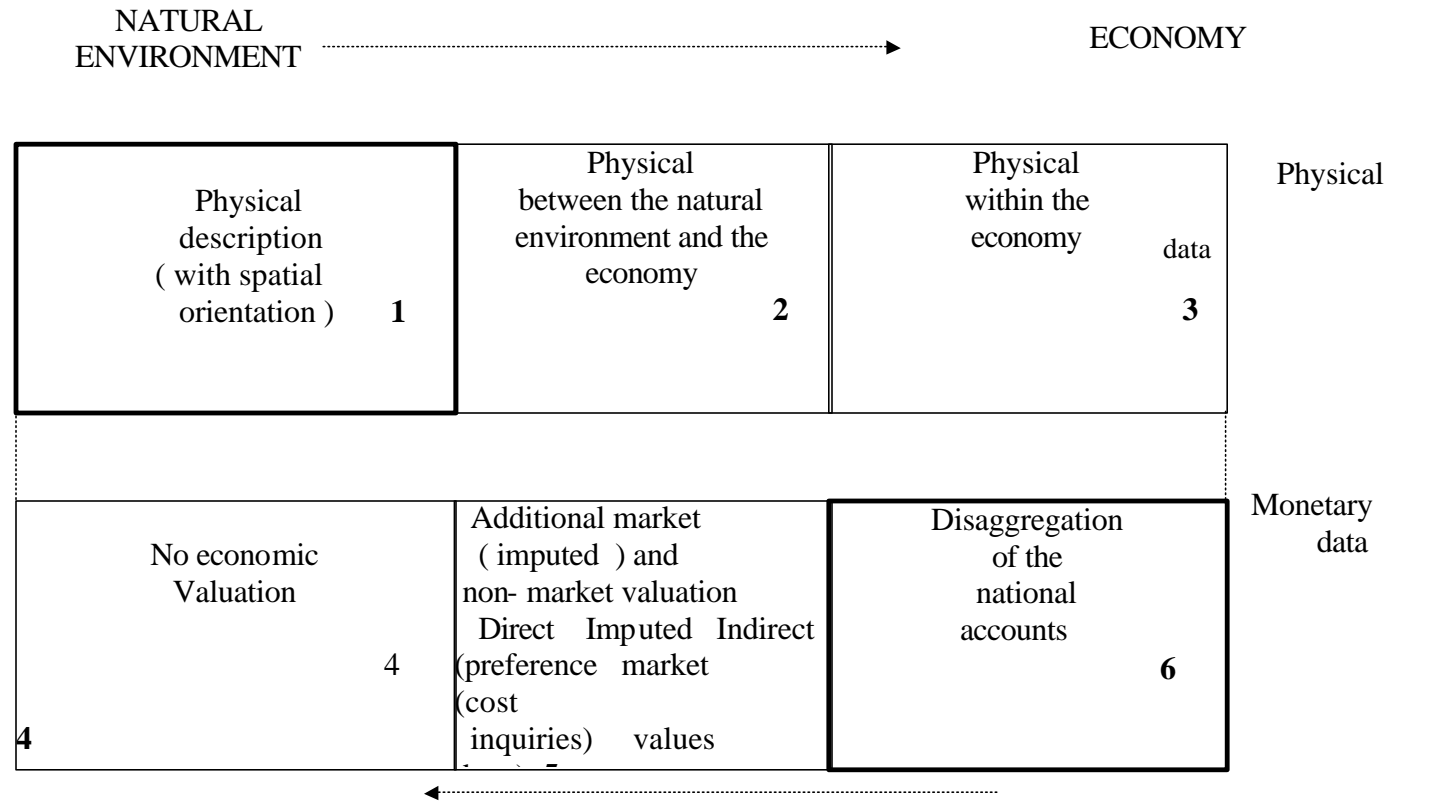 NATURAL
ENVIRONMENT
ECONOMY
Physical
description
( with spatial
orientation )
1
Physical
between the natural
environment and the
economy
2
Physical
within the
economy
data
3
Physical
No economic
Valuation
4
4
Additional market
( imputed ) and
non- market valuation
Direct Imputed Indirect
(preference market
(cost
inquiries) values
Disaggregation
of the
national
accounts
6
Monetary
data